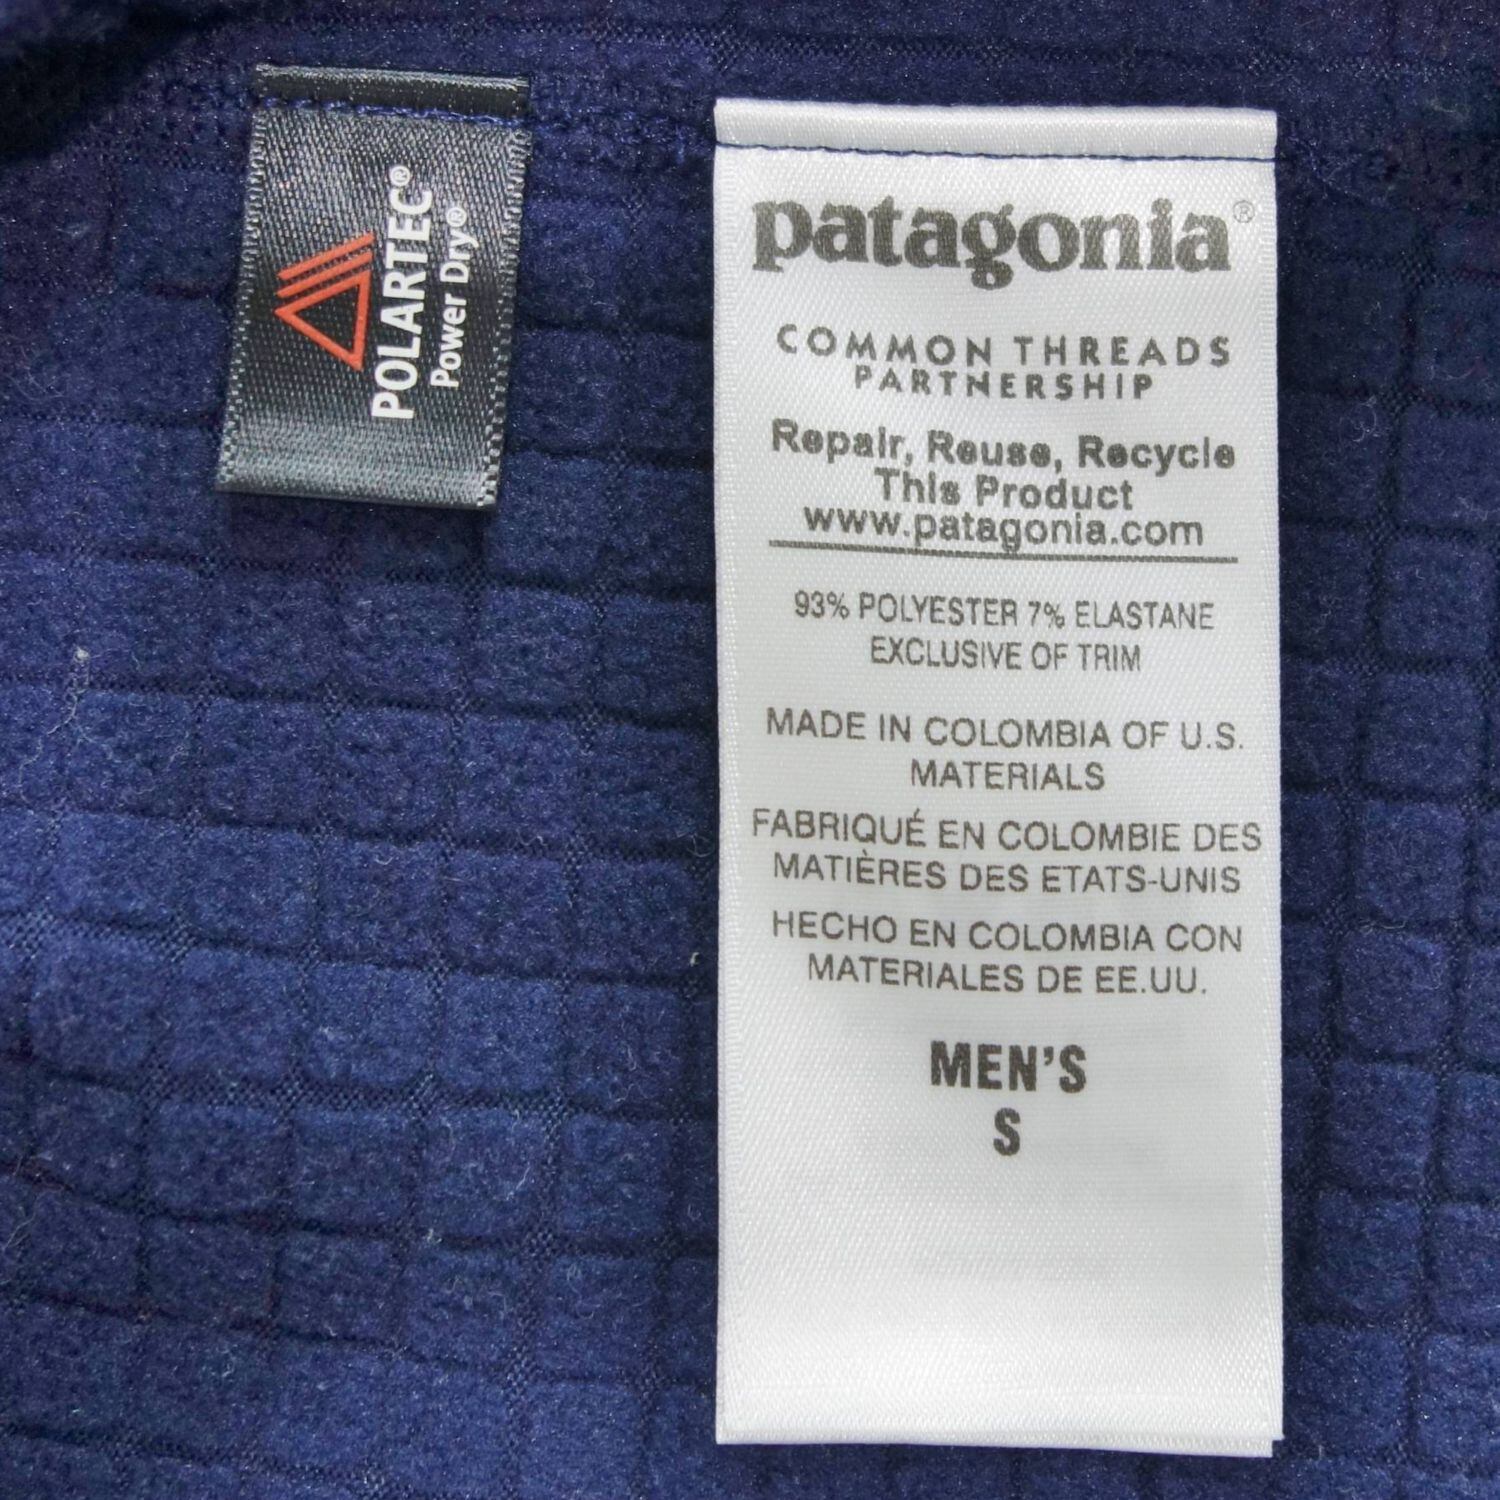 POLARTEC®
Power Dry®
patagonia®
COMMON THREADS
PARTNERSHIP
Repair, Reuse, Recycle
This Product
www.patagonia.com
93% POLYESTER 7% ELASTANE
EXCLUSIVE OF TRIM
MADE IN COLOMBIA OF U.S.
MATERIALS
FABRIQUÉ EN COLOMBIE DES
MATIÈRES DES ETATS-UNIS
HECHO EN COLOMBIA CON
MATERIALES DE EE.UU.
MEN'S
S